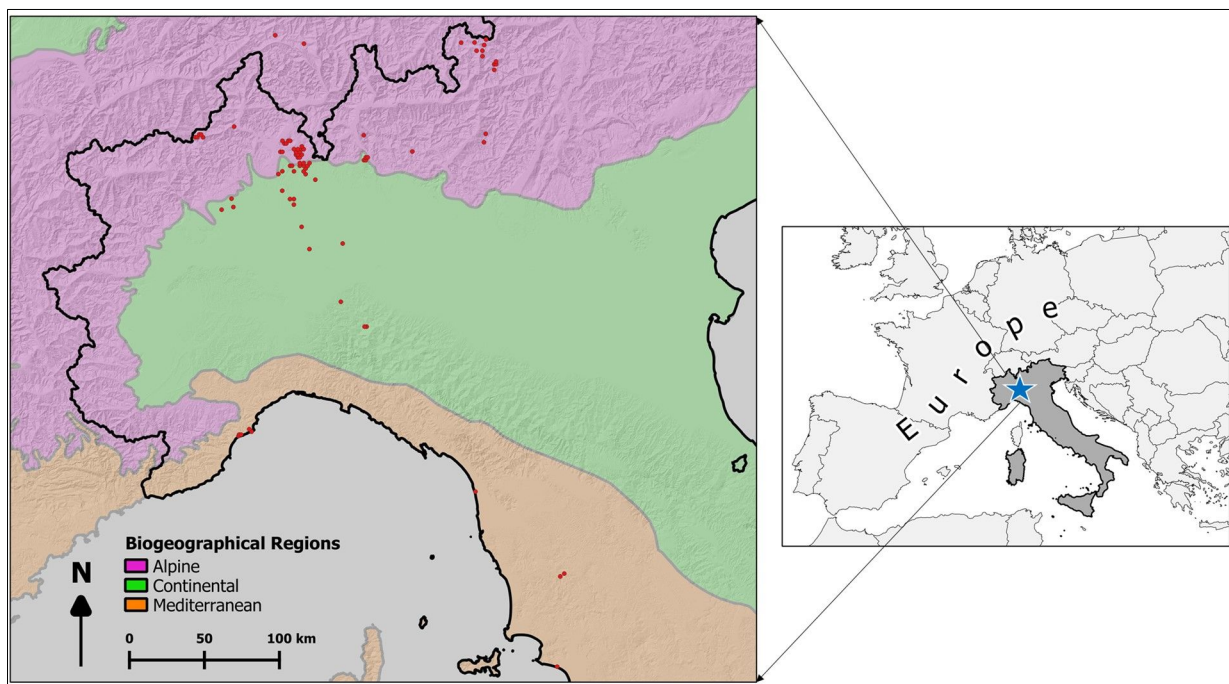 Biogeographical Regions
Alpine
Continental
Mediterranean
N
0 50 100 km
Europe